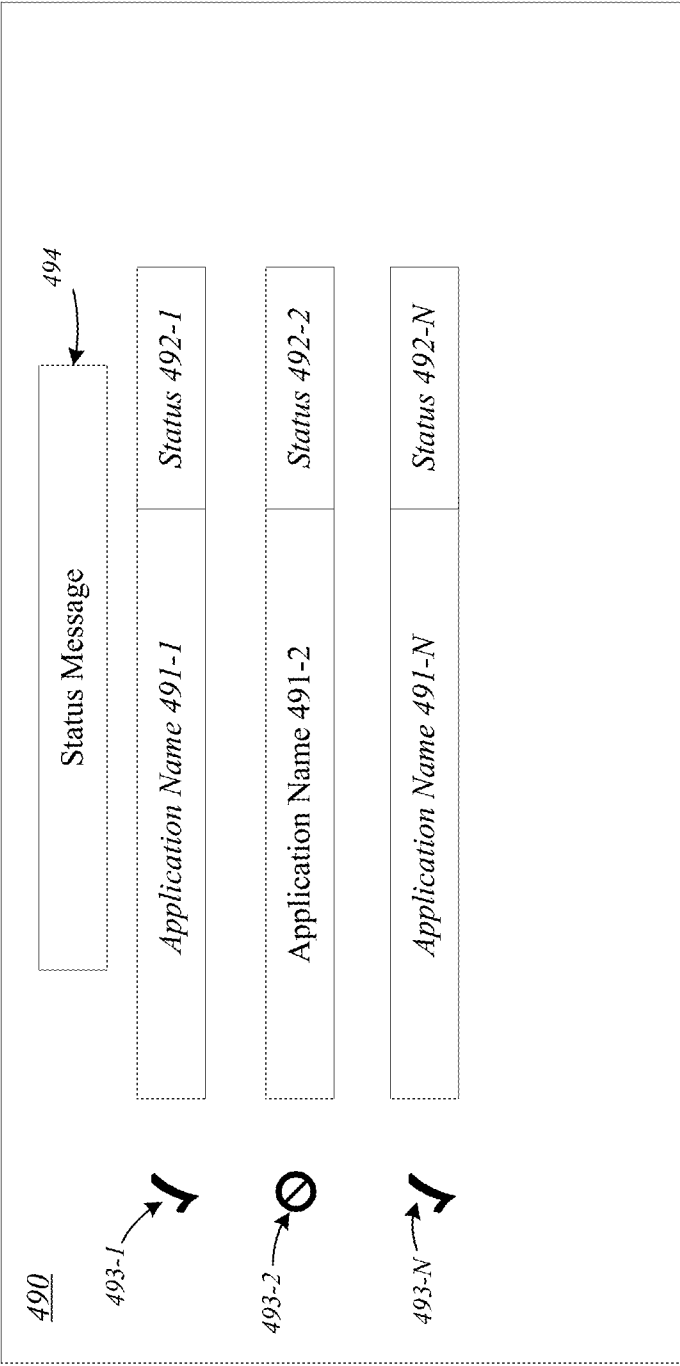 490
494
Status Message
493-1
Application Name 491-1 Status 492-1
493-2
Application Name 491-2 Status 492-2
493-N
Application Name 491-N Status 492-N